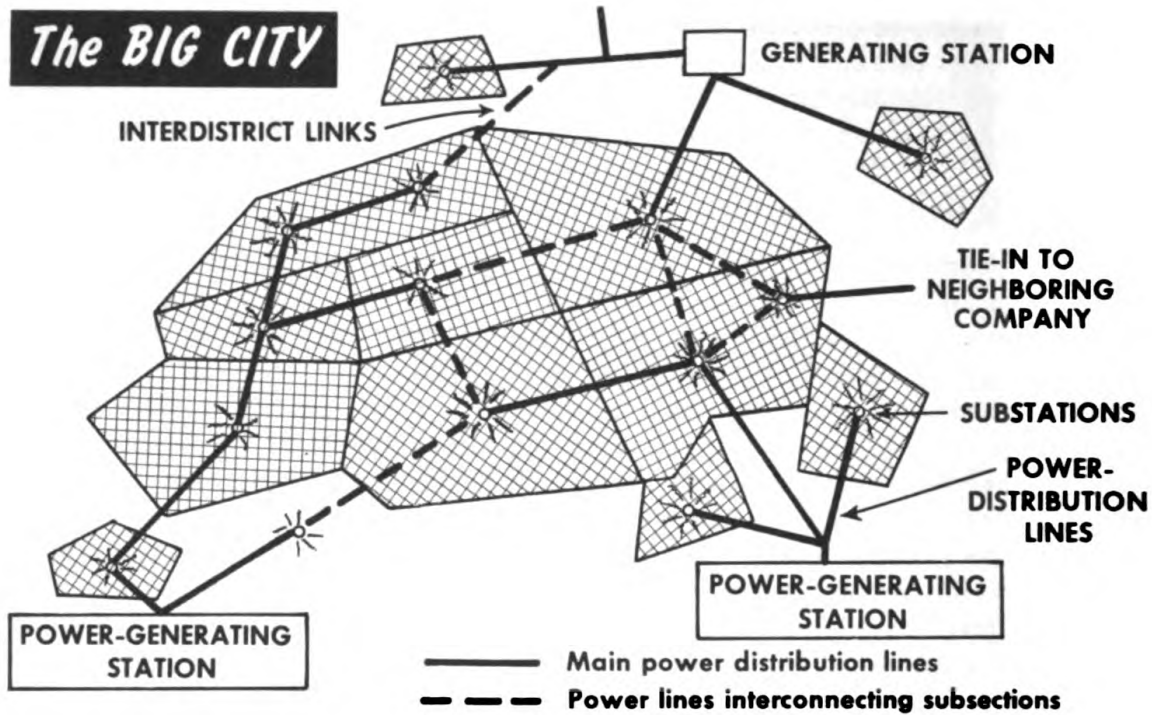 The BIG CITY
GENERATING STATION
INTERDISTRICT LINKS
TIE-IN TO
NEIGHBORING
COMPANY
SUBSTATIONS
POWER-
DISTRIBUTION
LINES
POWER-GENERATING
STATION
POWER-GENERATING
STATION
Main power distribution lines
Power lines interconnecting subsections